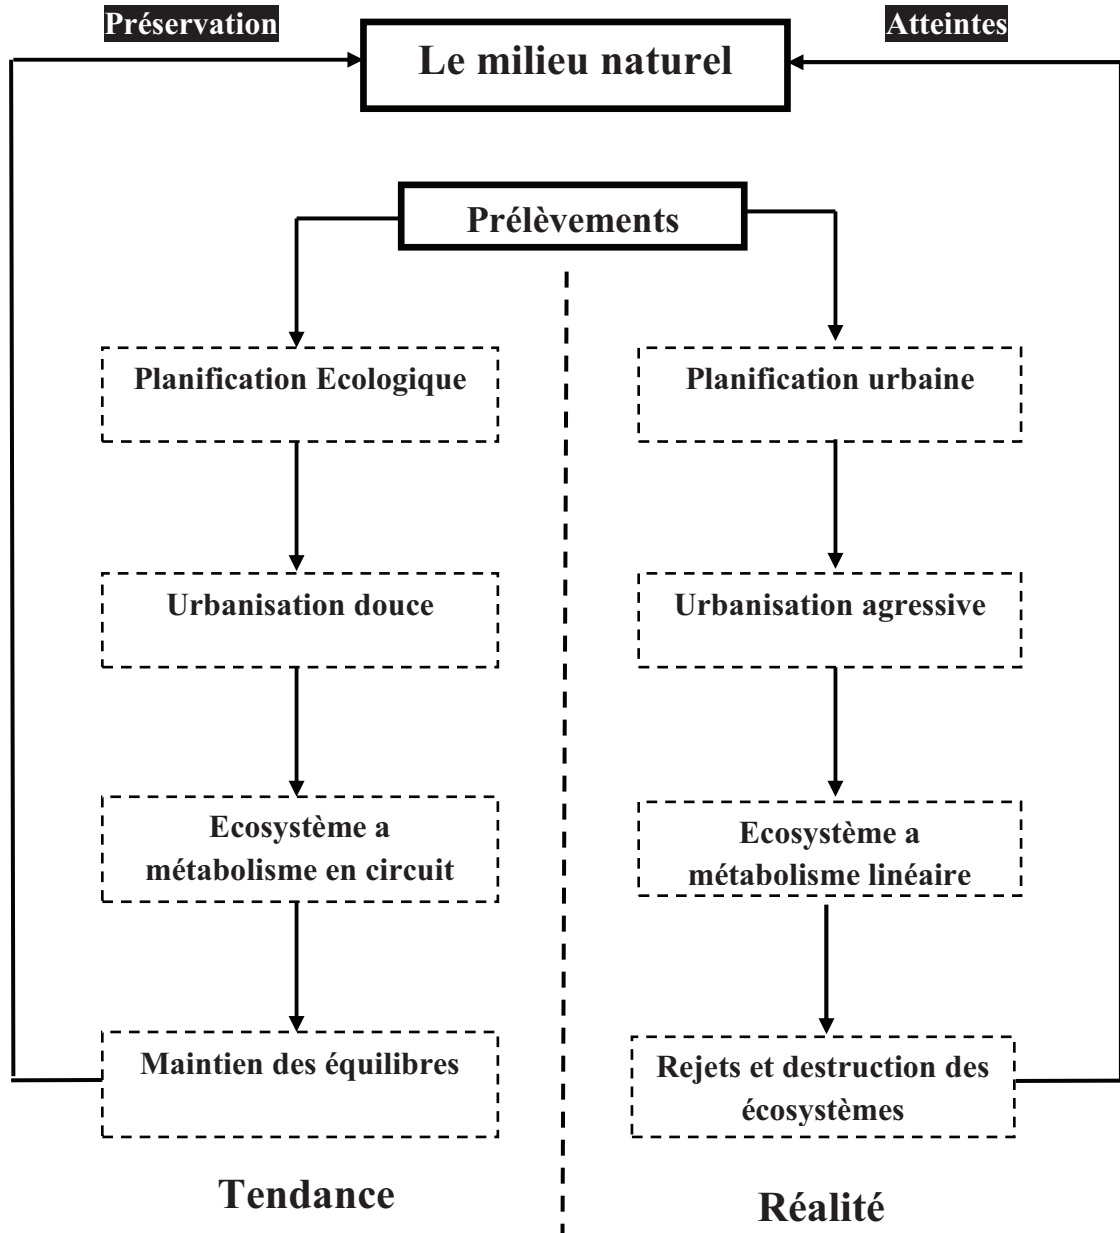 Préservation
Atteintes
Le milieu naturel
Prélèvements
Planification Ecologique
Planification urbaine
Urbanisation douce
Urbanisation agressive
Ecosystème a
métabolisme en circuit
Ecosystème a
métabolisme linéaire
Maintien des équilibres
Rejets et destruction des
écosystèmes
Tendance
Réalité